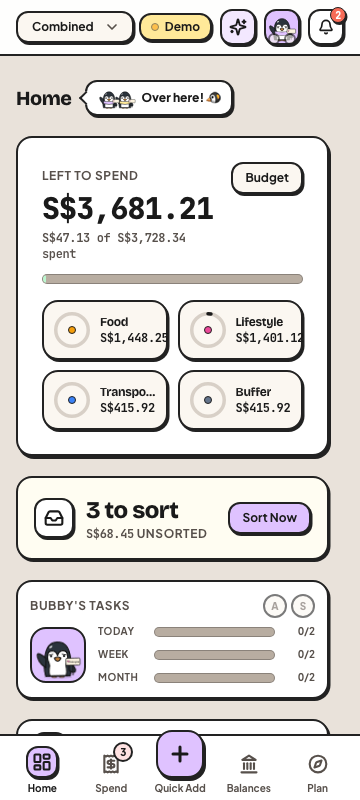 Combined
Demo
2
Home
Over here!
LEFT TO SPEND
Budget
S$3,681.21
S$47.13 of S$3,728.34
spent
Food
S$1,448.25
Lifestyle
S$1,401.12
Transpo...
S$415.92
Buffer
S$415.92
3 to sort
S$68.45 UNSORTED
Sort Now
BUBBY'S TASKS
A S
TODAY 0/2
WEEK 0/2
MONTH 0/2
3
Home
Spend
Quick Add
Balances
Plan